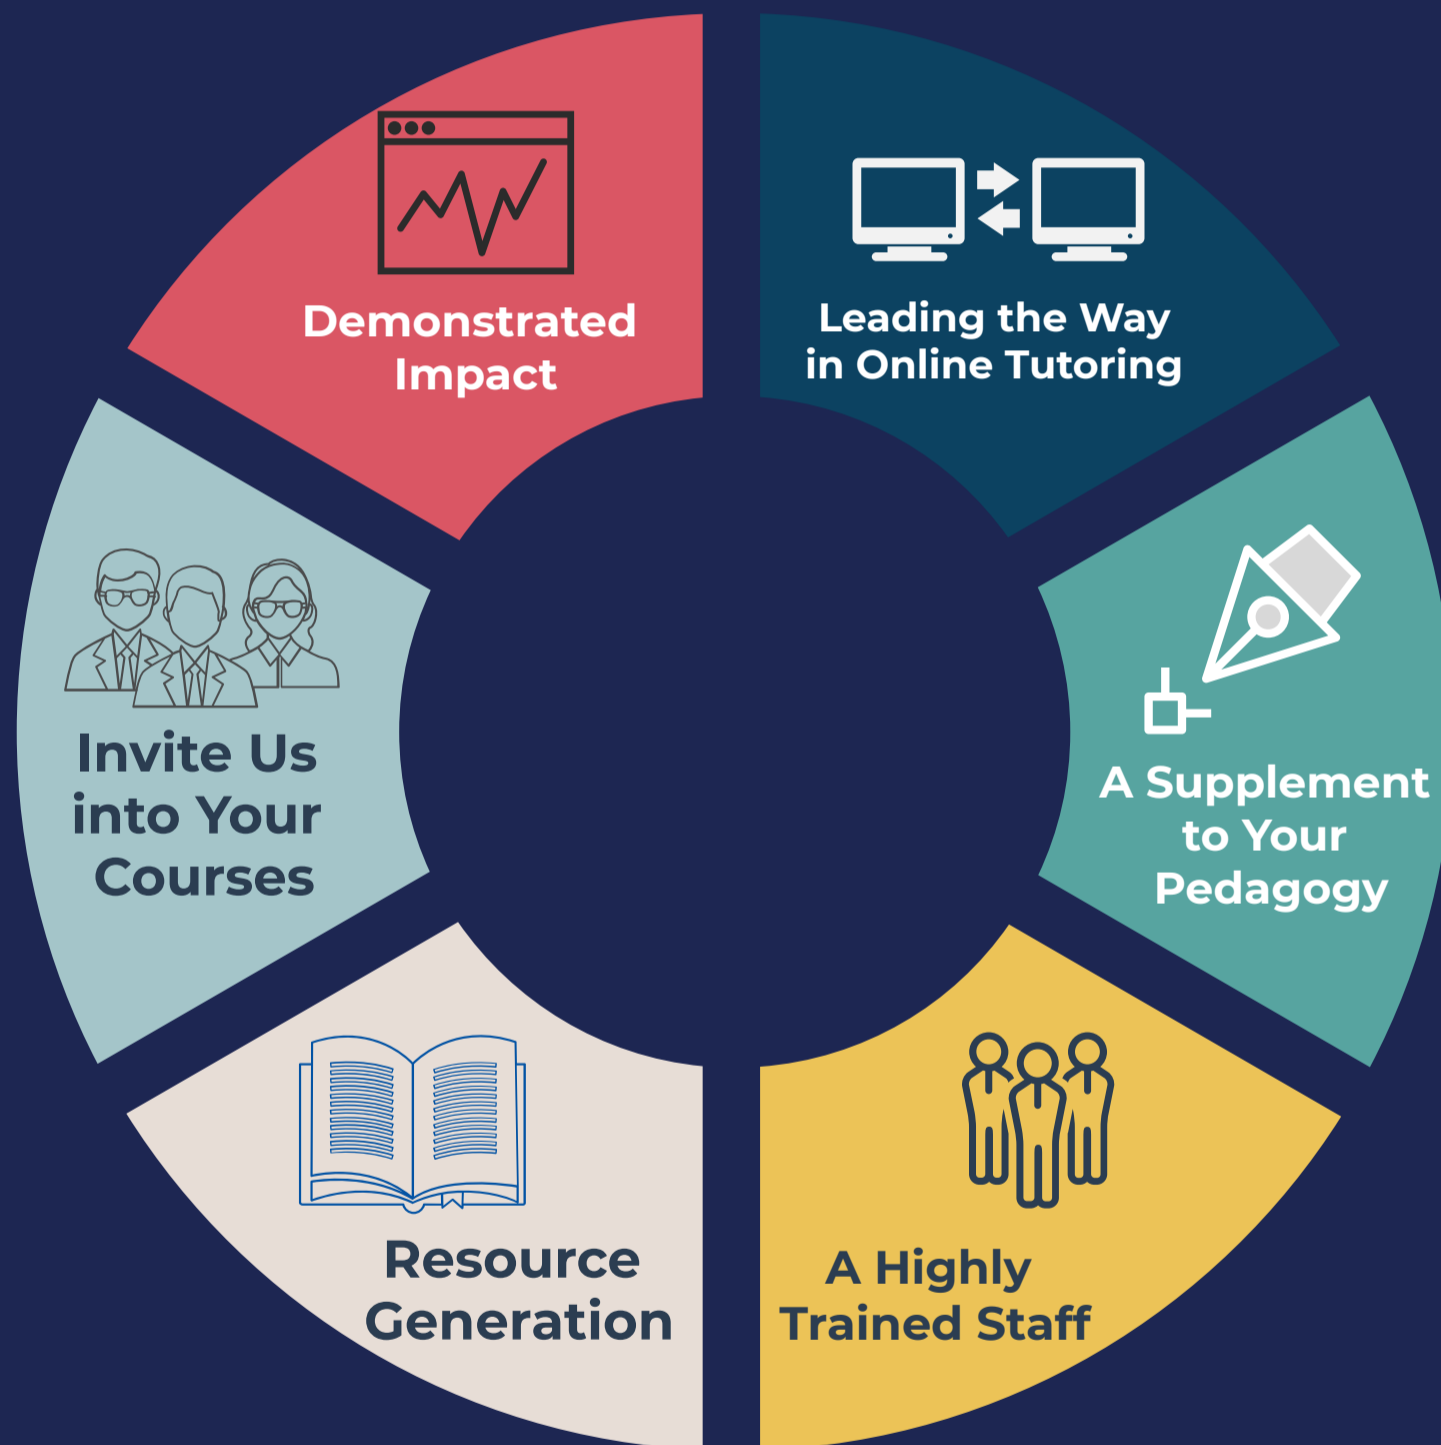 Demonstrated
Impact
Leading the Way
in Online Tutoring
Invite Us
into Your
Courses
A Supplement
to Your
Pedagogy
Resource
Generation
A Highly
Trained Staff